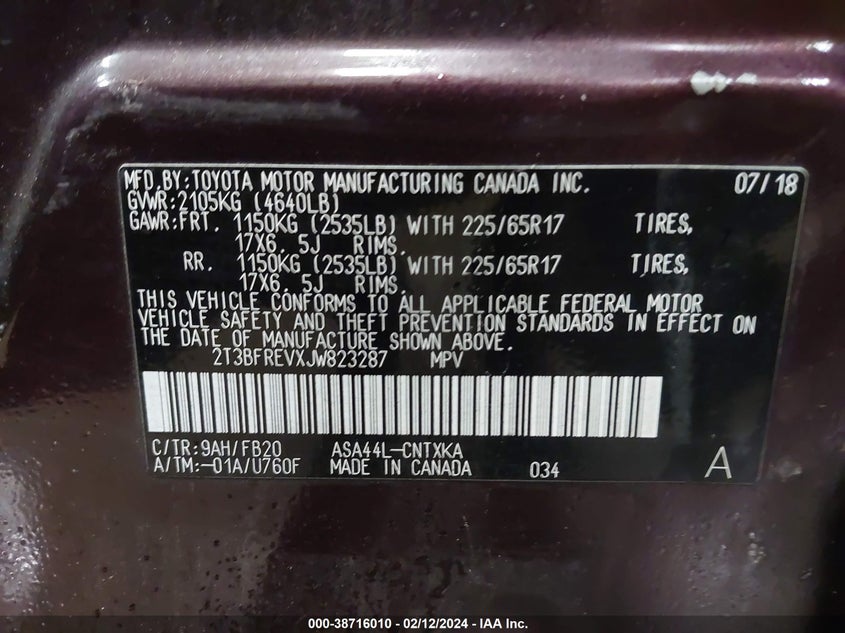 MFD.BY:TOYOTA MOTOR MANUFACTURING CANADA INC. 07/18
GVWR:2105KG (4640LB)
GAWR:FRT. 1150KG (2535LB) WITH 225/65R17 TIRES,
17X6. 5J RIMS.
RR. 1150KG (2535LB) WITH 225/65R17 TIRES,
17X6. 5J RIMS.
THIS VEHICLE CONFORMS TO ALL APPLICABLE FEDERAL MOTOR
VEHICLE SAFETY AND THEFT PREVENTION STANDARDS IN EFFECT ON
THE DATE OF MANUFACTURE SHOWN ABOVE.
2T3BFREVXJW823287 MPV
C/TR:9AH/FB20 ASA44L-CNTXKA
A/TM:-01A/U760F MADE IN CANADA 034 A
000-38716010 - 02/12/2024 - IAA Inc.